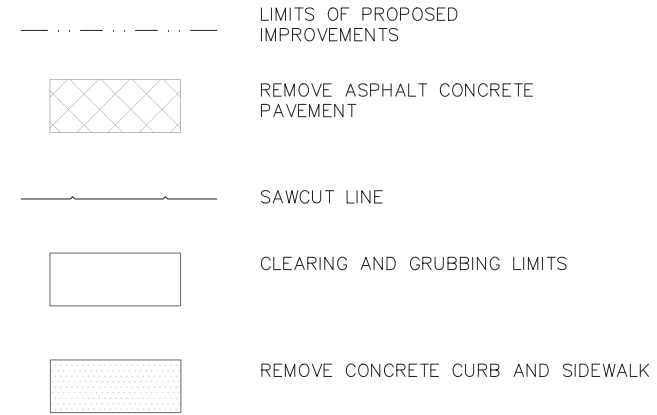 LIMITS OF PROPOSED
IMPROVEMENTS
REMOVE ASPHALT CONCRETE
PAVEMENT
SAWCUT LINE
CLEARING AND GRUBBING LIMITS
REMOVE CONCRETE CURB AND SIDEWALK